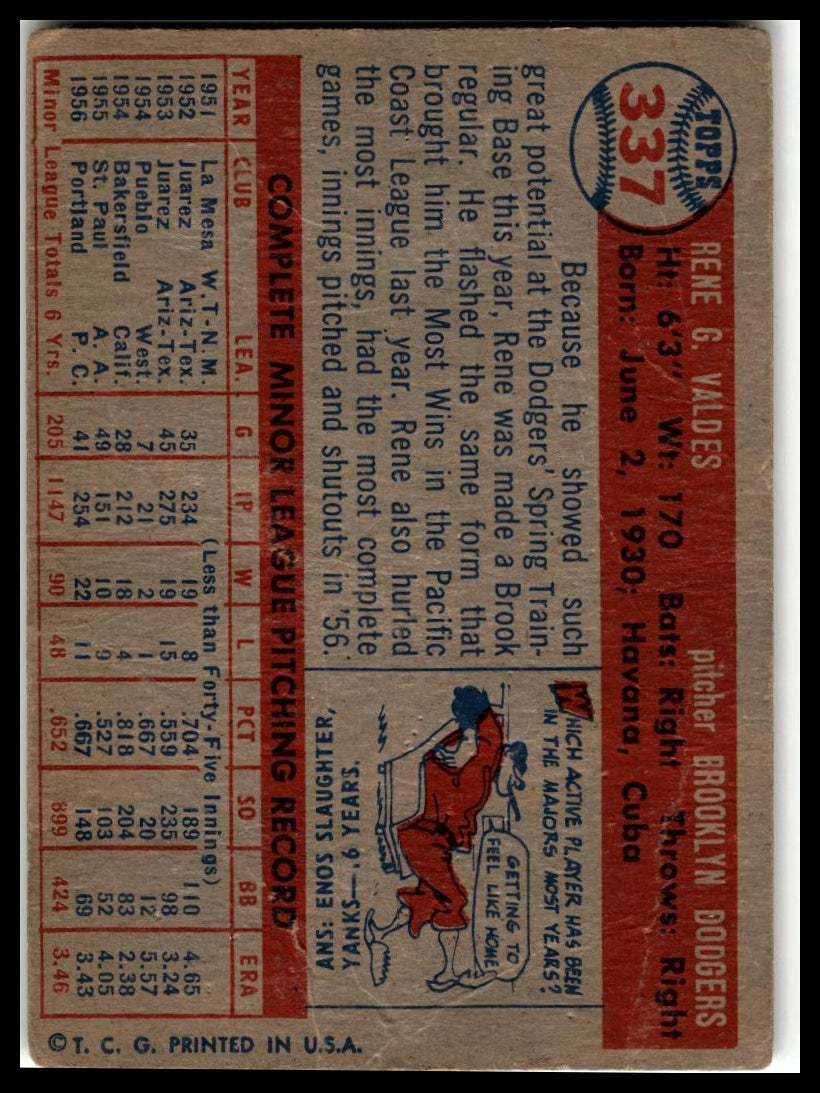 TOPPS
337
RENE G. VALDES pitcher BROOKLYN DODGERS
Ht: 6'3" Wt: 170 Bats: Right Throws: Right
Born: June 2, 1930; Havana, Cuba
Because he showed such
great potential at the Dodgers' Spring Train-
ing Base this year, Rene was made a Brook
regular. He flashed the same form that
brought him the Most Wins in the Pacific
Coast League last year. Rene also hurled
the most innings, had the most complete
games, innings pitched and shutouts in '56.
WHICH ACTIVE PLAYER HAS BEEN
IN THE MAJORS MOST YEARS?
GETTING TO
FEEL LIKE HOME
ANS: ENOS SLAUGHTER,
YANKS—16 YEARS.
COMPLETE MINOR LEAGUE PITCHING RECORD
YEAR CLUB LEA. G IP W L PCT SO BB ERA
1951 La Mesa W.T-N.M. (Less than Forty-Five Innings)
1952 Juarez Ariz-Tex. 35 234 19 8 .704 189 110 4.65
1953 Juarez Ariz-Tex. 45 275 19 15 .559 235 98 3.24
1954 Pueblo West. 7 21 2 1 .667 20 12 5.57
1954 Bakersfield Calif. 28 212 18 4 .818 204 83 2.38
1955 St. Paul A.A. 49 151 10 9 .527 103 52 4.05
1956 Portland P.C. 41 254 22 11 .667 148 69 3.43
Minor League Totals 6 Yrs. 205 1147 90 48 .652 899 424 3.46
© T. C. G. PRINTED IN U.S.A.